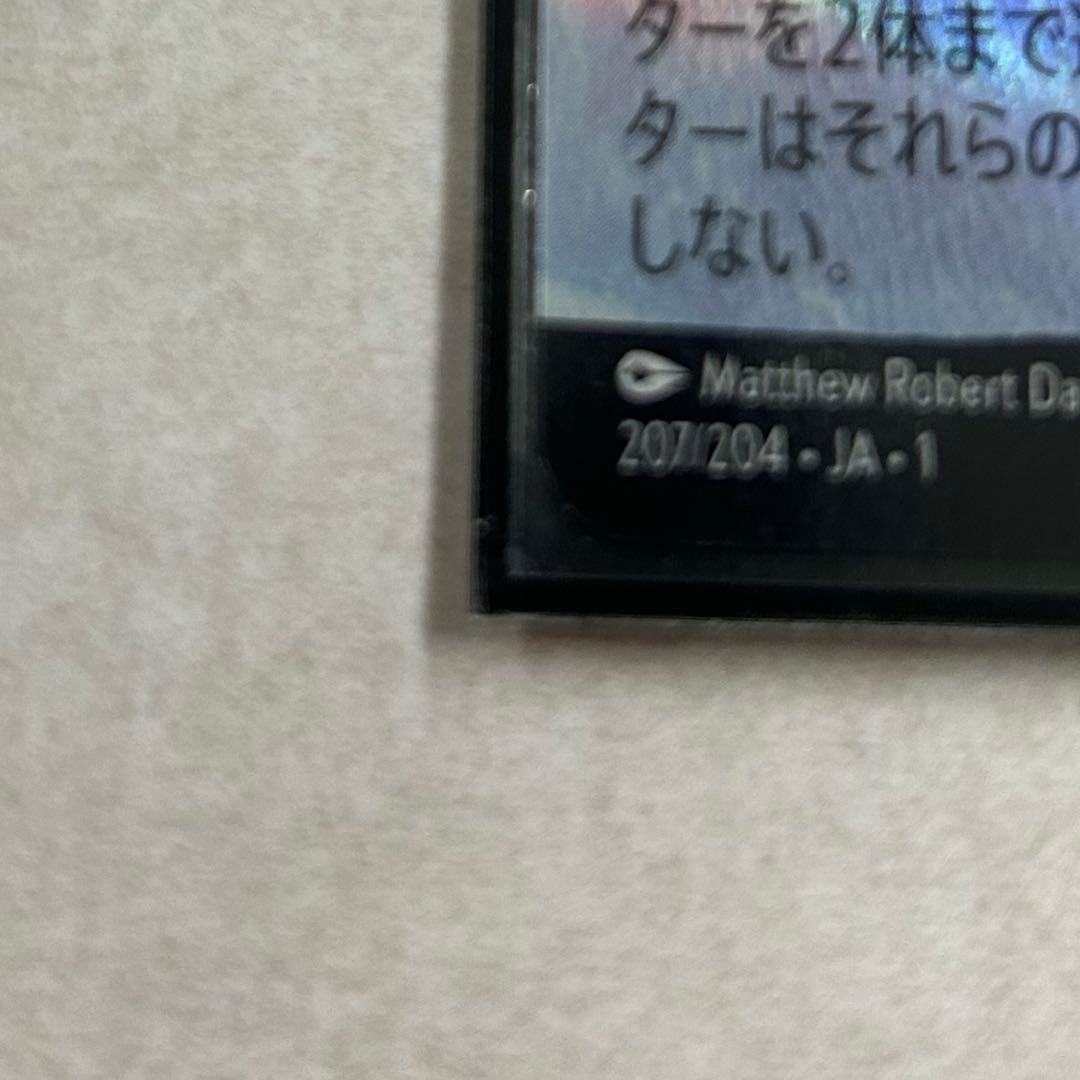 ターを2体まで
ターはそれらの
しない。
Matthew Robert Da
207/204・JA・1